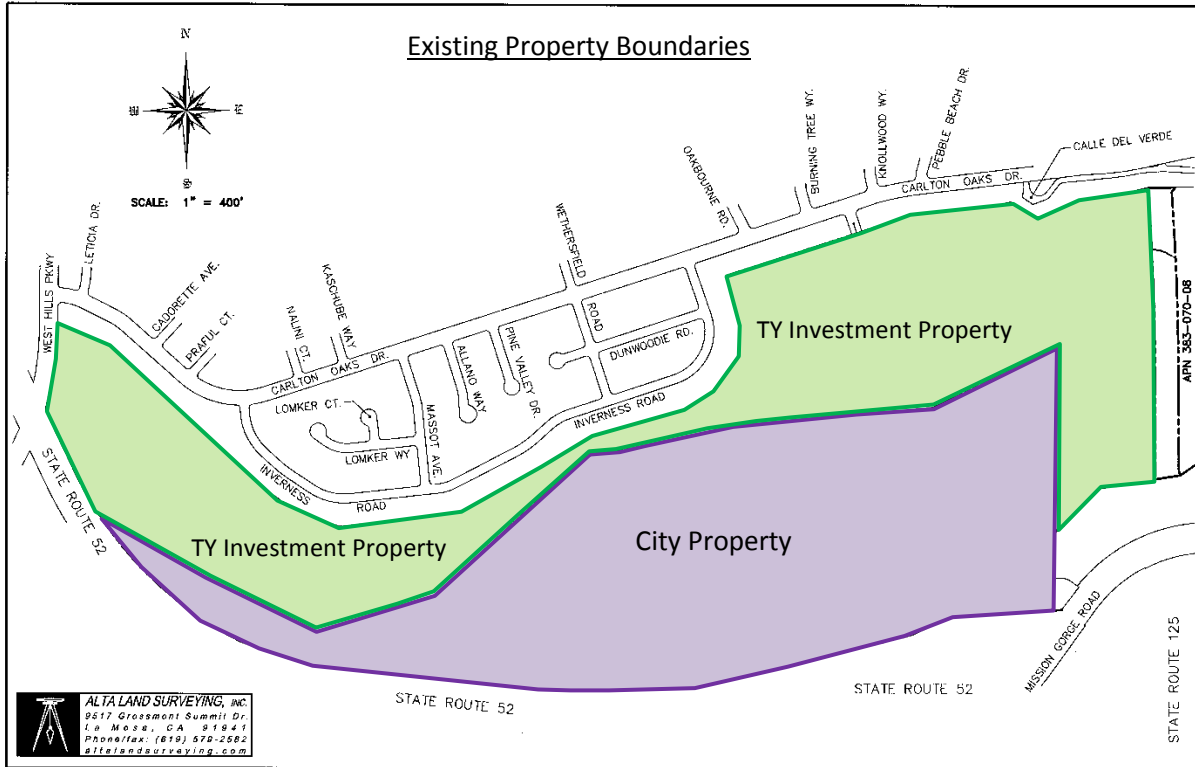 Existing Property Boundaries
N
E
S
SCALE: 1" = 400'
WEST HILLS PKWY
LETICIA DR.
CADORETTE AVE.
PRAFUL CT.
NALINI CT.
KASCHUBE WAY
CARLTON OAKS DR.
LOMKER CT.
LOMKER WY
MASSOT AVE.
ALLANO WAY
PINE VALLEY DR.
WETHERSFIELD
ROAD
DUNWOODIE RD.
INVERNESS ROAD
INVERNESS
ROAD
OAKBOURNE RD.
BURNING TREE WY.
KNOLLWOOD WY.
PEBBLE BEACH DR.
CARLTON OAKS DR.
CALLE DEL VERDE
TY Investment Property
APN 383-070-08
TY Investment Property
City Property
STATE ROUTE 52
STATE ROUTE 52
STATE ROUTE 52
MISSION GORGE ROAD
STATE ROUTE 125
ALTA LAND SURVEYING, INC.
9517 Grossmont Summit Dr.
La Mesa, CA 91941
Phone/fax: (619) 579-2582
altalandsurveying.com